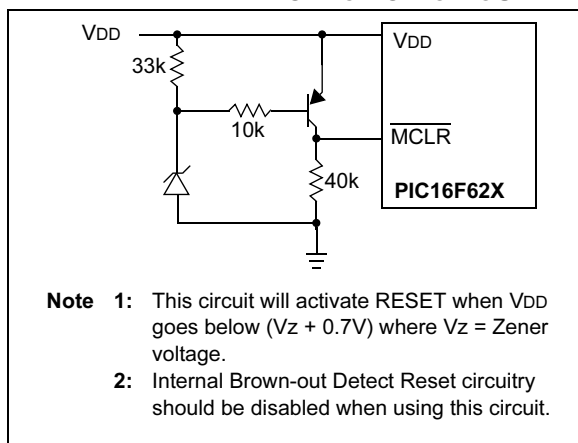 VDD
VDD
33k
10k
MCLR
40k
PIC16F62X
Note 1: This circuit will activate RESET when VDD
goes below (Vz + 0.7V) where Vz = Zener
voltage.
2: Internal Brown-out Detect Reset circuitry
should be disabled when using this circuit.